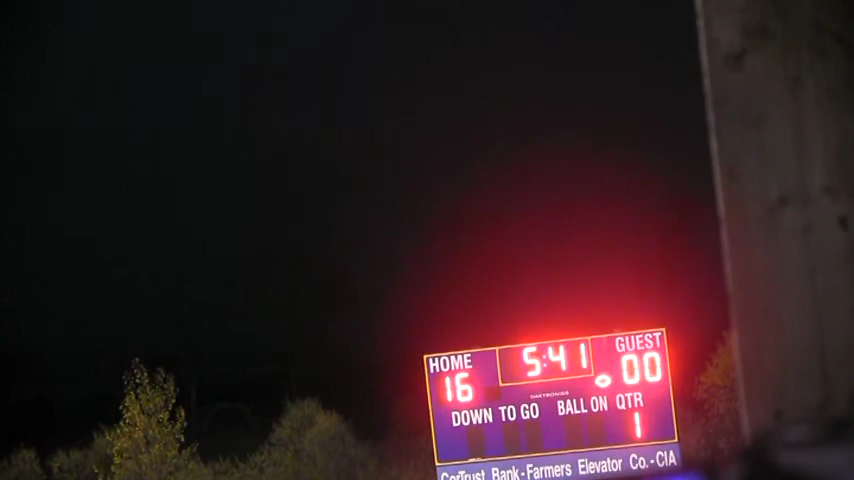 HOME 5:41 GUEST
16 00
DAKTRONICS
DOWN TO GO BALL ON QTR
1
CorTrust Bank-Farmers Elevator Co.-CIA